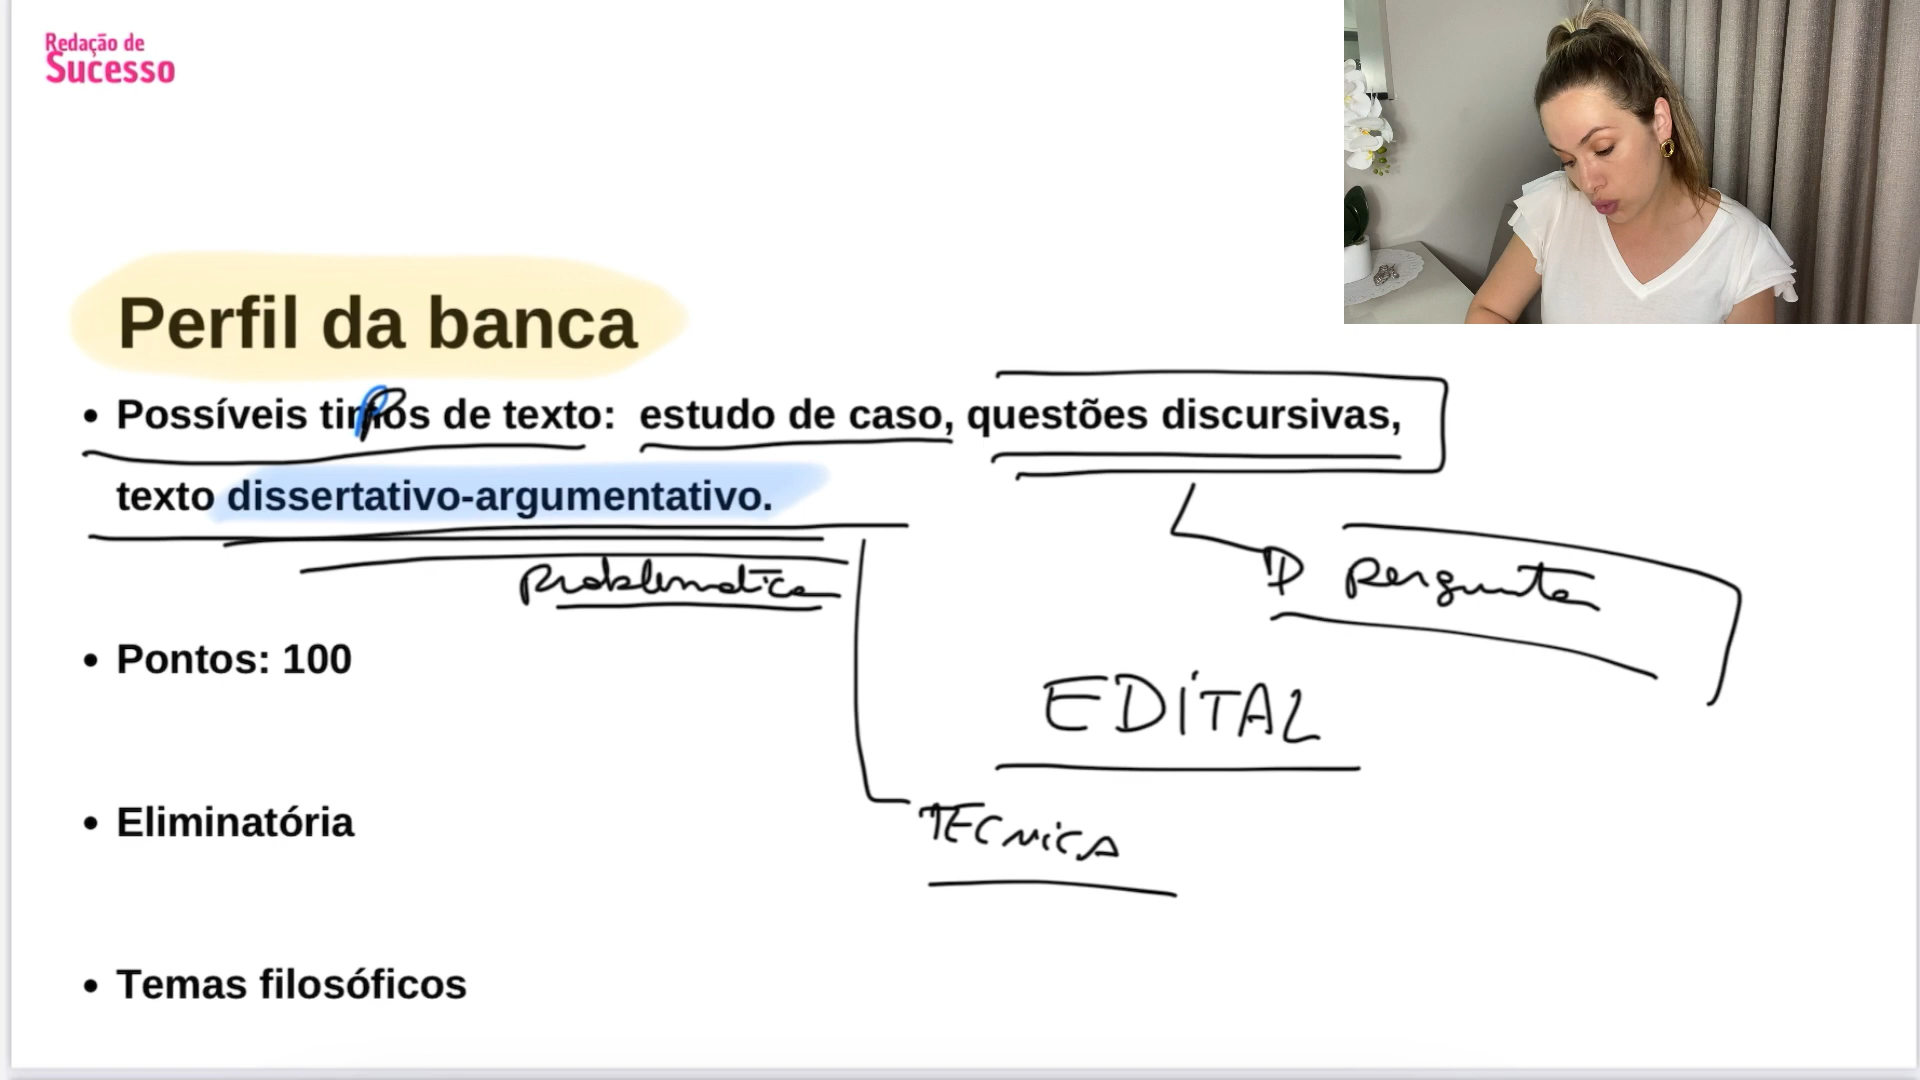 Redação de
Sucesso
Perfil da banca
• Possíveis tipos de texto: estudo de caso, questões discursivas,
texto dissertativo-argumentativo.
problemática
pergunta
• Pontos: 100
EDITAL
• Eliminatória
TÉCNICA
• Temas filosóficos